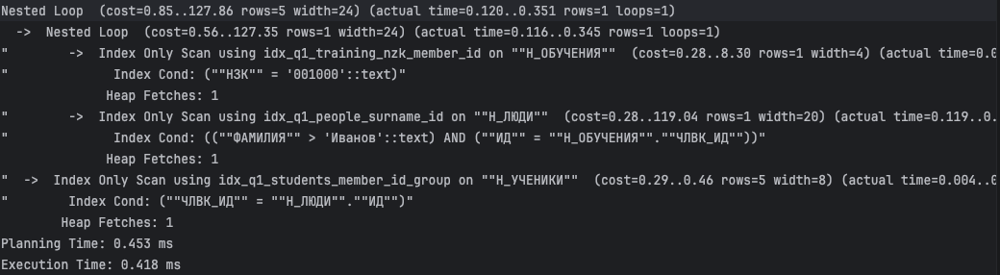 Nested Loop  (cost=0.85..127.86 rows=5 width=24) (actual time=0.120..0.351 rows=1 loops=1)
  ->  Nested Loop  (cost=0.56..127.35 rows=1 width=24) (actual time=0.116..0.345 rows=1 loops=1)
"        ->  Index Only Scan using idx_q1_training_nzk_member_id on ""Н_ОБУЧЕНИЯ""  (cost=0.28..8.30 rows=1 width=4) (actual time=0.0
"              Index Cond: (""НЗК"" = '001000'::text)"
              Heap Fetches: 1
"        ->  Index Only Scan using idx_q1_people_surname_id on ""Н_ЛЮДИ""  (cost=0.28..119.04 rows=1 width=20) (actual time=0.119..0.
"              Index Cond: ((""ФАМИЛИЯ"" > 'Иванов'::text) AND (""ИД"" = ""Н_ОБУЧЕНИЯ"".""ЧЛВК_ИД""))"
              Heap Fetches: 1
"  ->  Index Only Scan using idx_q1_students_member_id_group on ""Н_УЧЕНИКИ""  (cost=0.29..0.46 rows=5 width=8) (actual time=0.004..0
"        Index Cond: (""ЧЛВК_ИД"" = ""Н_ЛЮДИ"".""ИД"")"
        Heap Fetches: 1
Planning Time: 0.453 ms
Execution Time: 0.418 ms